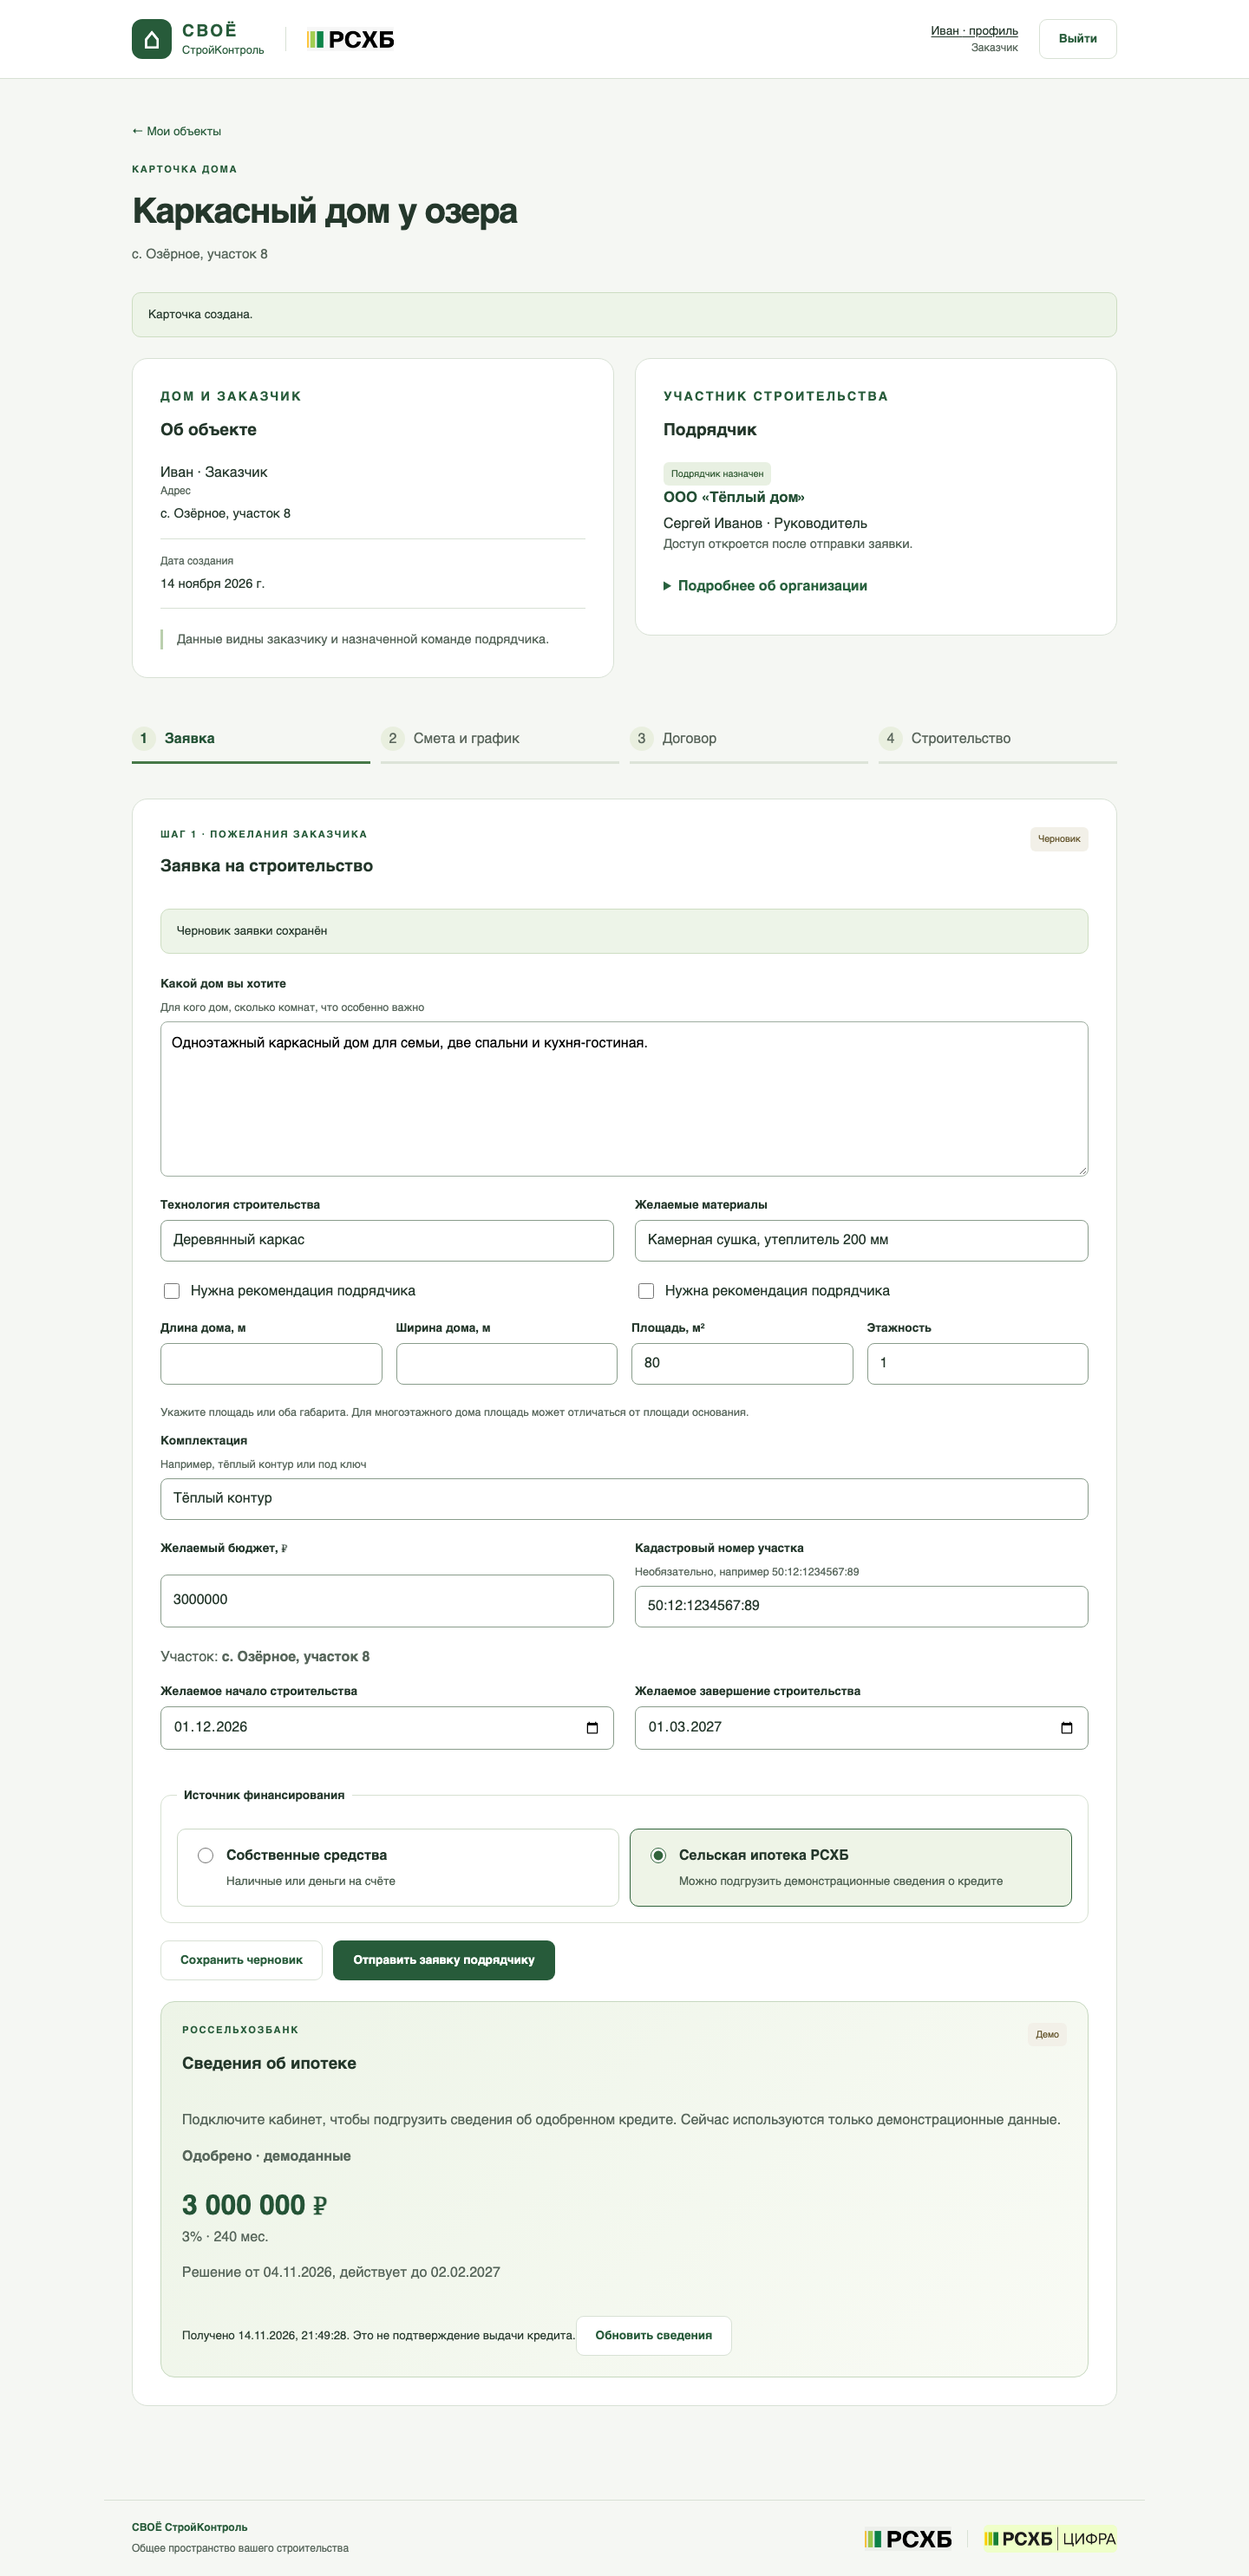 СВОЁ
СтройКонтроль
РСХБ
Иван · профиль
Заказчик
Выйти
← Мои объекты
КАРТОЧКА ДОМА
Каркасный дом у озера
с. Озёрное, участок 8
Карточка создана.
ДОМ И ЗАКАЗЧИК
Об объекте
Иван · Заказчик
Адрес
с. Озёрное, участок 8
Дата создания
14 ноября 2026 г.
Данные видны заказчику и назначенной команде подрядчика.
УЧАСТНИК СТРОИТЕЛЬСТВА
Подрядчик
Подрядчик назначен
ООО «Тёплый дом»
Сергей Иванов · Руководитель
Доступ откроется после отправки заявки.
▶ Подробнее об организации
1 Заявка
2 Смета и график
3 Договор
4 Строительство
ШАГ 1 · ПОЖЕЛАНИЯ ЗАКАЗЧИКА
Черновик
Заявка на строительство
Черновик заявки сохранён
Какой дом вы хотите
Для кого дом, сколько комнат, что особенно важно
Одноэтажный каркасный дом для семьи, две спальни и кухня-гостиная.
Технология строительства
Желаемые материалы
Деревянный каркас
Камерная сушка, утеплитель 200 мм
Нужна рекомендация подрядчика
Нужна рекомендация подрядчика
Длина дома, м
Ширина дома, м
Площадь, м²
Этажность
80
1
Укажите площадь или оба габарита. Для многоэтажного дома площадь может отличаться от площади основания.
Комплектация
Например, тёплый контур или под ключ
Тёплый контур
Желаемый бюджет, ₽
3000000
Кадастровый номер участка
Необязательно, например 50:12:1234567:89
50:12:1234567:89
Участок: с. Озёрное, участок 8
Желаемое начало строительства
Желаемое завершение строительства
01.12.2026
01.03.2027
Источник финансирования
Собственные средства
Наличные или деньги на счёте
Сельская ипотека РСХБ
Можно подгрузить демонстрационные сведения о кредите
Сохранить черновик
Отправить заявку подрядчику
РОССЕЛЬХОЗБАНК
Демо
Сведения об ипотеке
Подключите кабинет, чтобы подгрузить сведения об одобренном кредите. Сейчас используются только демонстрационные данные.
Одобрено · демоданные
3 000 000 ₽
3% · 240 мес.
Решение от 04.11.2026, действует до 02.02.2027
Получено 14.11.2026, 21:49:28. Это не подтверждение выдачи кредита.
Обновить сведения
СВОЁ СтройКонтроль
Общее пространство вашего строительства
РСХБ
РСХБ ЦИФРА